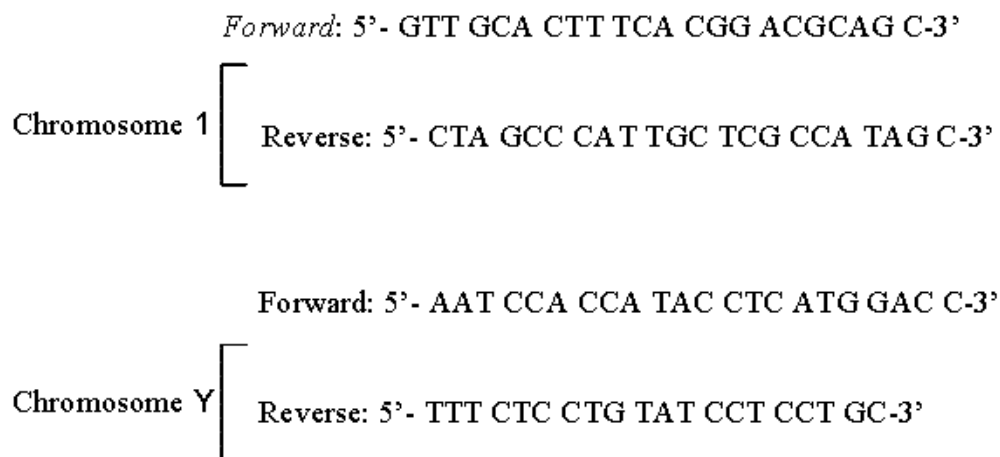 Forward: 5’- GTT GCA CTT TCA CGG ACGCAG C-3’
Chromosome 1
Reverse: 5’- CTA GCC CAT TGC TCG CCA TAG C-3’
Forward: 5’- AAT CCA CCA TAC CTC ATG GAC C-3’
Chromosome Y
Reverse: 5’- TTT CTC CTG TAT CCT CCT GC-3’